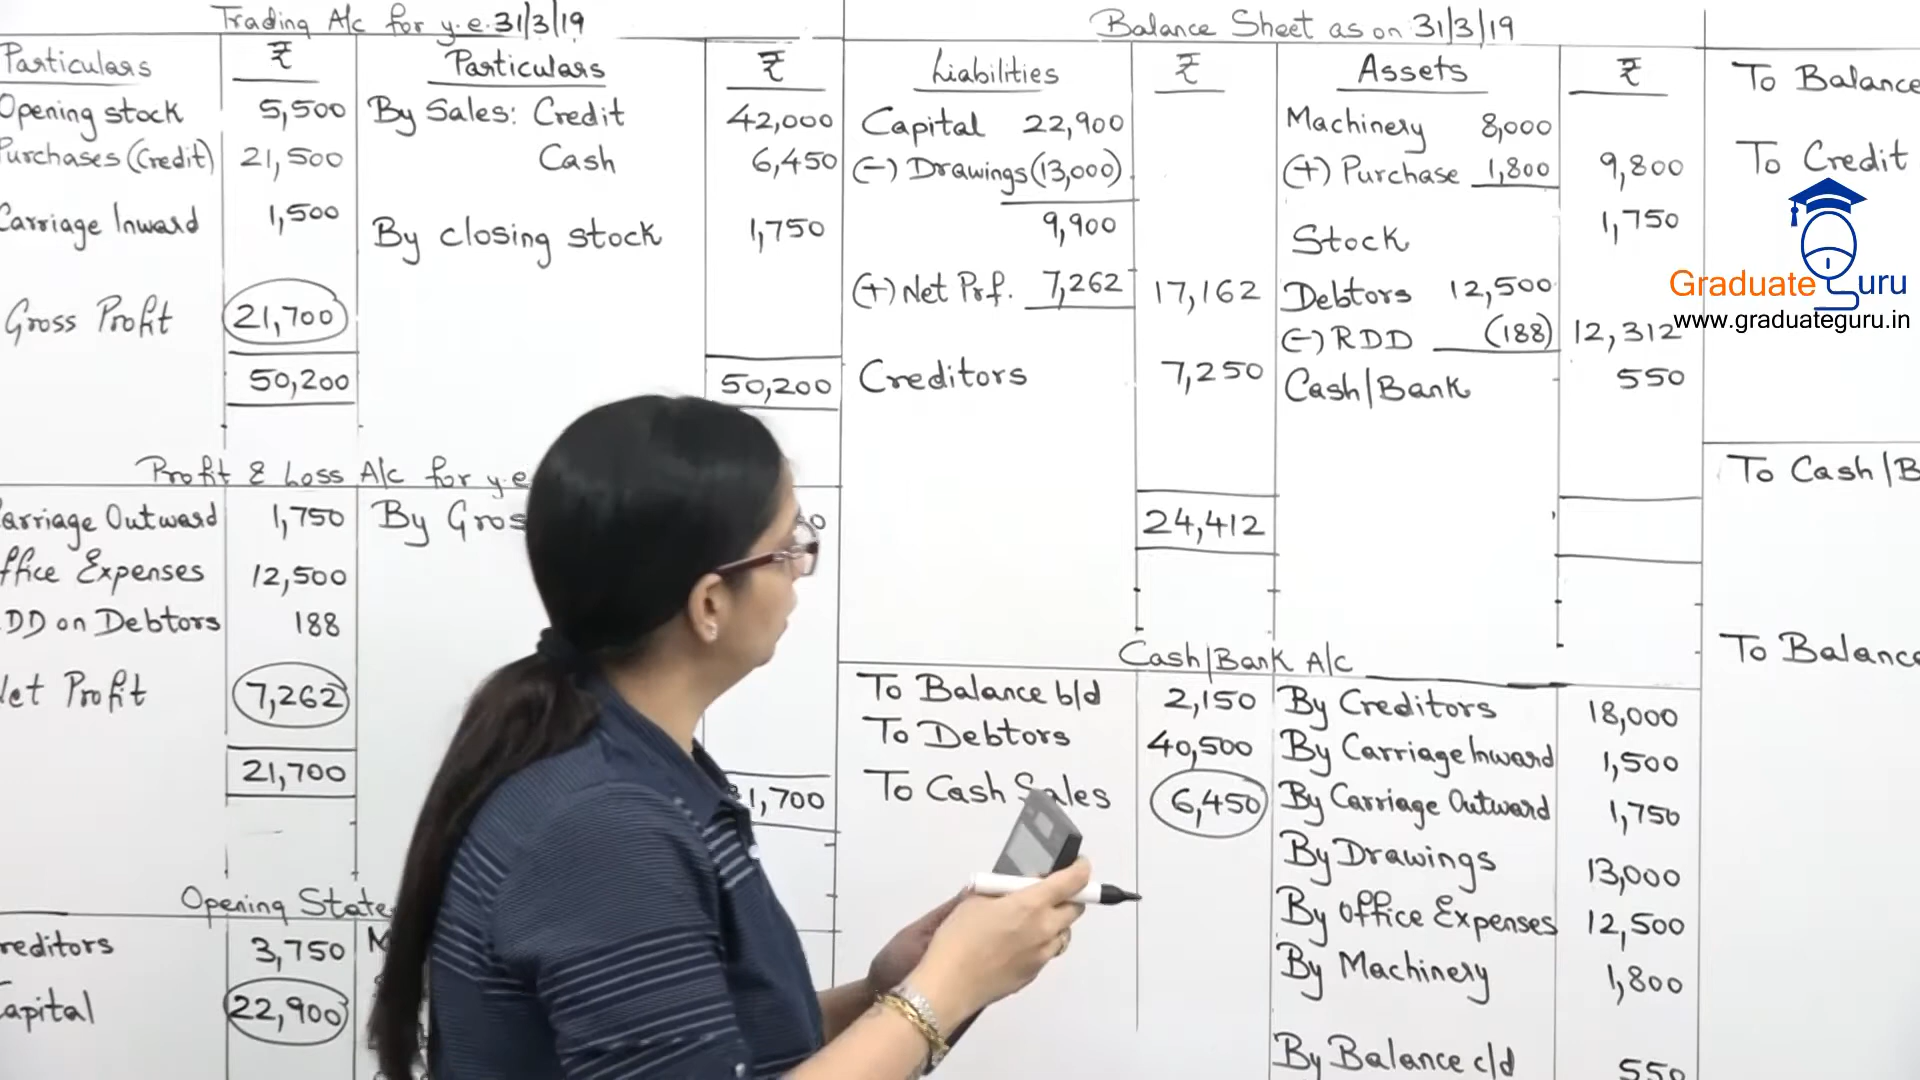 Trading A/c for y.e. 31/3/19
Particulars ₹ Particulars ₹
Opening stock 5,500 By Sales: Credit 42,000
Purchases (Credit) 21,500 Cash 6,450
Carriage Inward 1,500 By closing stock 1,750
Gross Profit 21,700
50,200 50,200
Profit & Loss A/c for y.e
arriage Outward 1,750 By Gros
ffice Expenses 12,500
DD on Debtors 188
et Profit 7,262
21,700 1,700
Opening State
reditors 3,750 M
apital 22,900
Balance Sheet as on 31/3/19
Liabilities ₹ Assets ₹
Capital 22,900 Machinery 8,000
(-) Drawings (13,000) (+) Purchase 1,800 9,800
9,900 Stock 1,750
(+) Net Prf. 7,262 17,162 Debtors 12,500
(-) RDD (188) 12,312
Creditors 7,250 Cash/Bank 550
24,412
Cash/Bank A/c
To Balance b/d 2,150 By Creditors 18,000
To Debtors 40,500 By Carriage Inward 1,500
To Cash Sales 6,450 By Carriage Outward 1,750
By Drawings 13,000
By Office Expenses 12,500
By Machinery 1,800
By Balance c/d 550
To Balance
To Credit
To Cash/B
To Balance
Graduate Guru
www.graduateguru.in